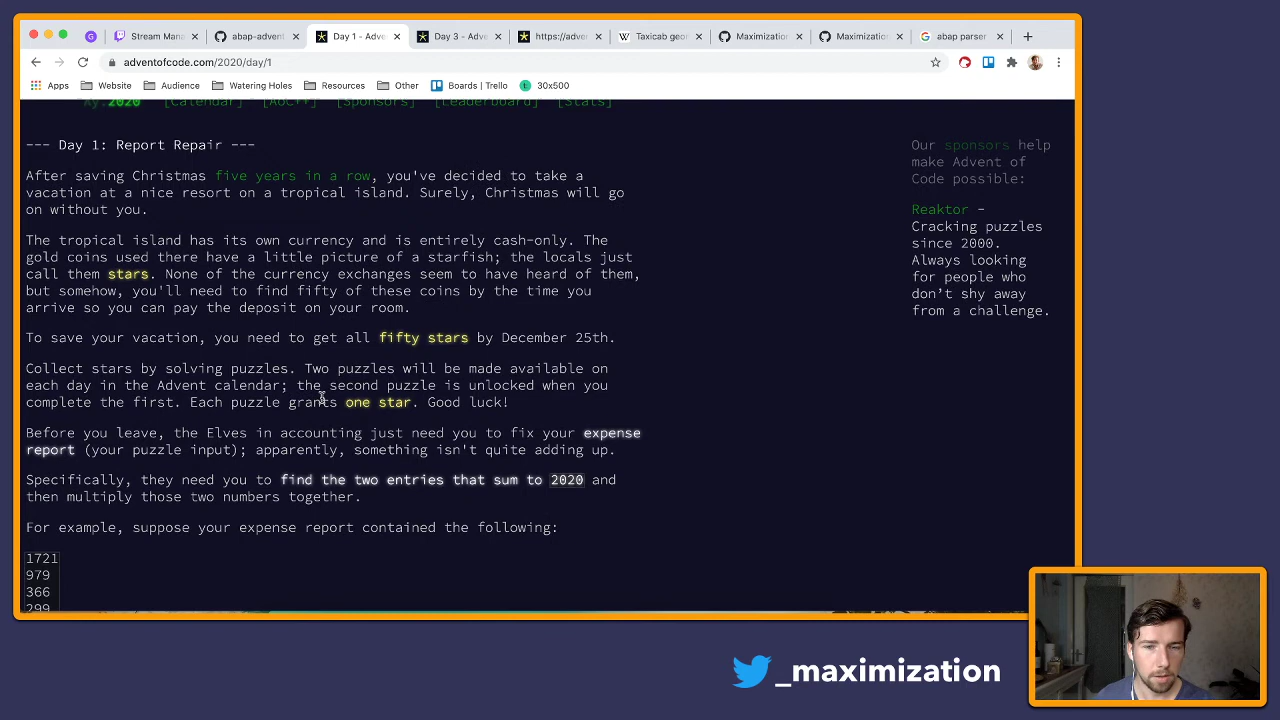 Stream Mana
abap-advent
Day 1 - Adve
Day 3 - Adve
https://adve
Taxicab geo
Maximization
Maximization
abap parser
adventofcode.com/2020/day/1
Apps
Website
Audience
Watering Holes
Resources
Other
Boards | Trello
30x500
y.2020 [Calendar] [AoC++] [Sponsors] [Leaderboard] [Stats]
--- Day 1: Report Repair ---
After saving Christmas five years in a row, you've decided to take a
vacation at a nice resort on a tropical island. Surely, Christmas will go
on without you.
The tropical island has its own currency and is entirely cash-only. The
gold coins used there have a little picture of a starfish; the locals just
call them stars. None of the currency exchanges seem to have heard of them,
but somehow, you'll need to find fifty of these coins by the time you
arrive so you can pay the deposit on your room.
To save your vacation, you need to get all fifty stars by December 25th.
Collect stars by solving puzzles. Two puzzles will be made available on
each day in the Advent calendar; the second puzzle is unlocked when you
complete the first. Each puzzle grants one star. Good luck!
Before you leave, the Elves in accounting just need you to fix your expense
report (your puzzle input); apparently, something isn't quite adding up.
Specifically, they need you to find the two entries that sum to 2020 and
then multiply those two numbers together.
For example, suppose your expense report contained the following:
1721
979
366
299
Our sponsors help
make Advent of
Code possible:
Reaktor -
Cracking puzzles
since 2000.
Always looking
for people who
don’t shy away
from a challenge.
_maximization